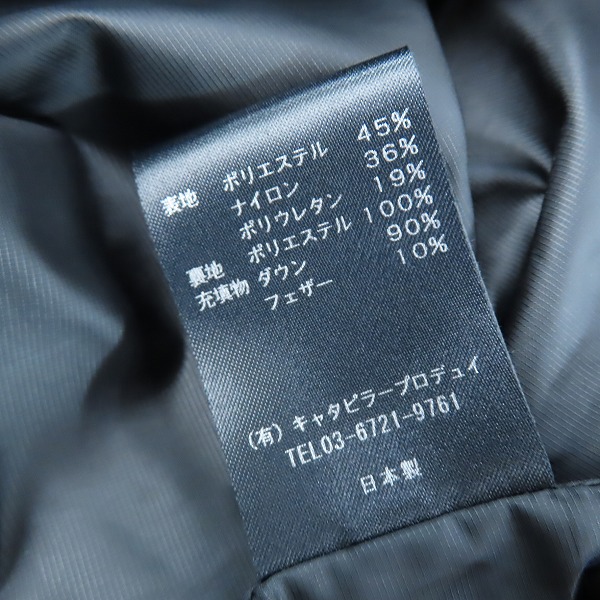 表地 ポリエステル 45%
ナイロン 36%
ポリウレタン 19%
裏地 ポリエステル 100%
充填物 ダウン 90%
フェザー 10%
(有) キャタピラープロデュイ
TEL03-6721-9761
日本製